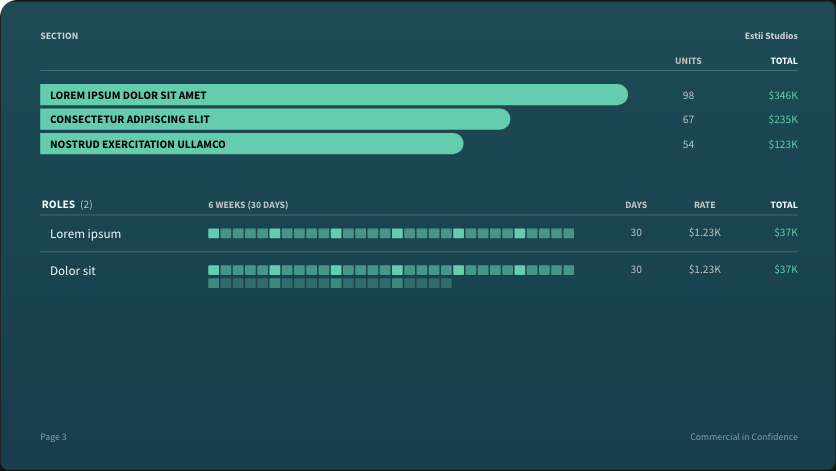 SECTION Estii Studios
UNITS TOTAL
LOREM IPSUM DOLOR SIT AMET 98 $346K
CONSECTETUR ADIPISCING ELIT 67 $235K
NOSTRUD EXERCITATION ULLAMCO 54 $123K
ROLES (2) 6 WEEKS (30 DAYS) DAYS RATE TOTAL
Lorem ipsum 30 $1.23K $37K
Dolor sit 30 $1.23K $37K
Page 3 Commercial in Confidence